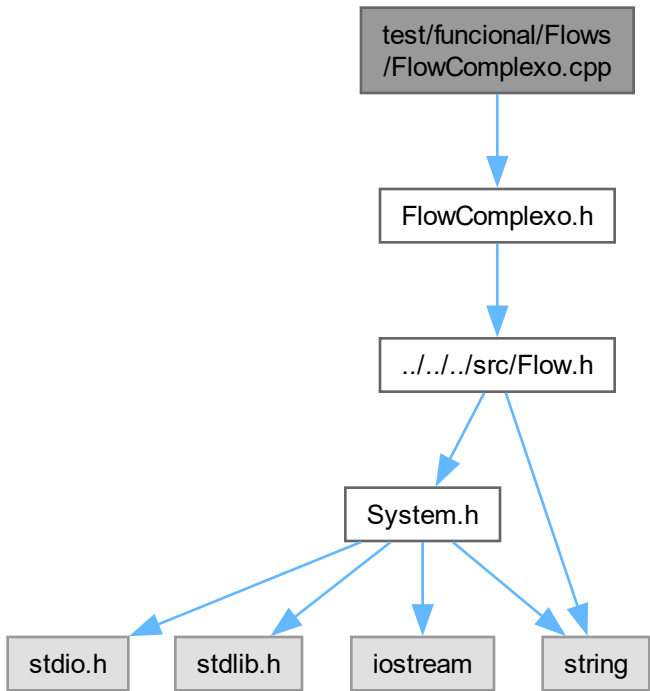 test/funcional/Flows
/FlowComplexo.cpp
FlowComplexo.h
../../../src/Flow.h
System.h
stdio.h
stdlib.h
iostream
string